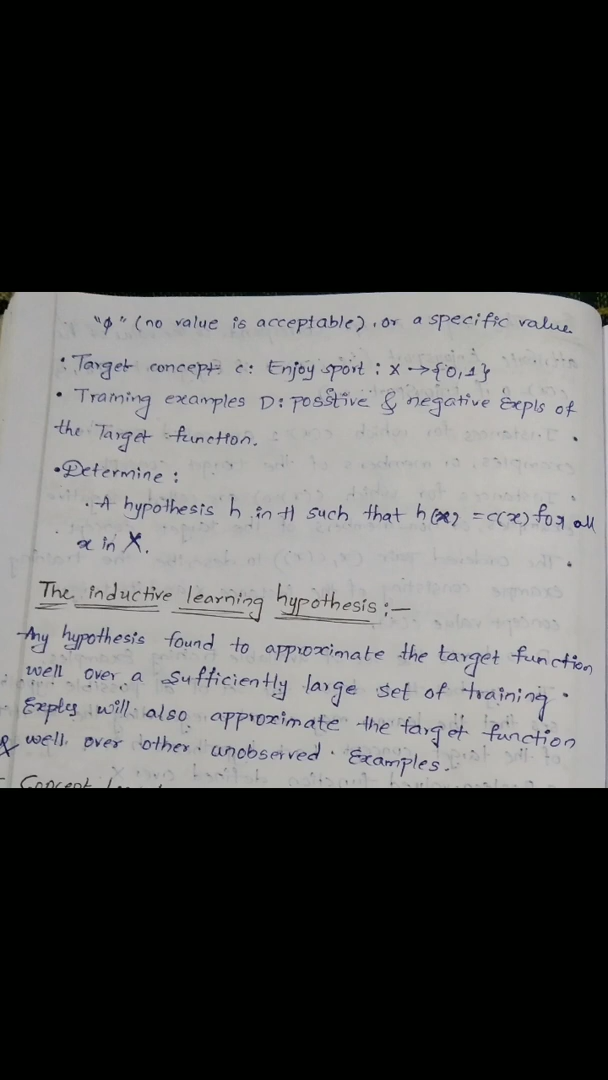 "φ" (no value is acceptable), or a specific value
• Target concept c: Enjoy sport : X → {0,1}
• Training examples D: positive & negative Expls of
the Target function.
• Determine :
• A hypothesis h in H such that h(x) = c(x) for all
x in X.
The inductive learning hypothesis :-
Any hypothesis found to approximate the target function
well over a sufficiently large set of training
Exples will also approximate the target function
well over other unobserved Examples.
Concept